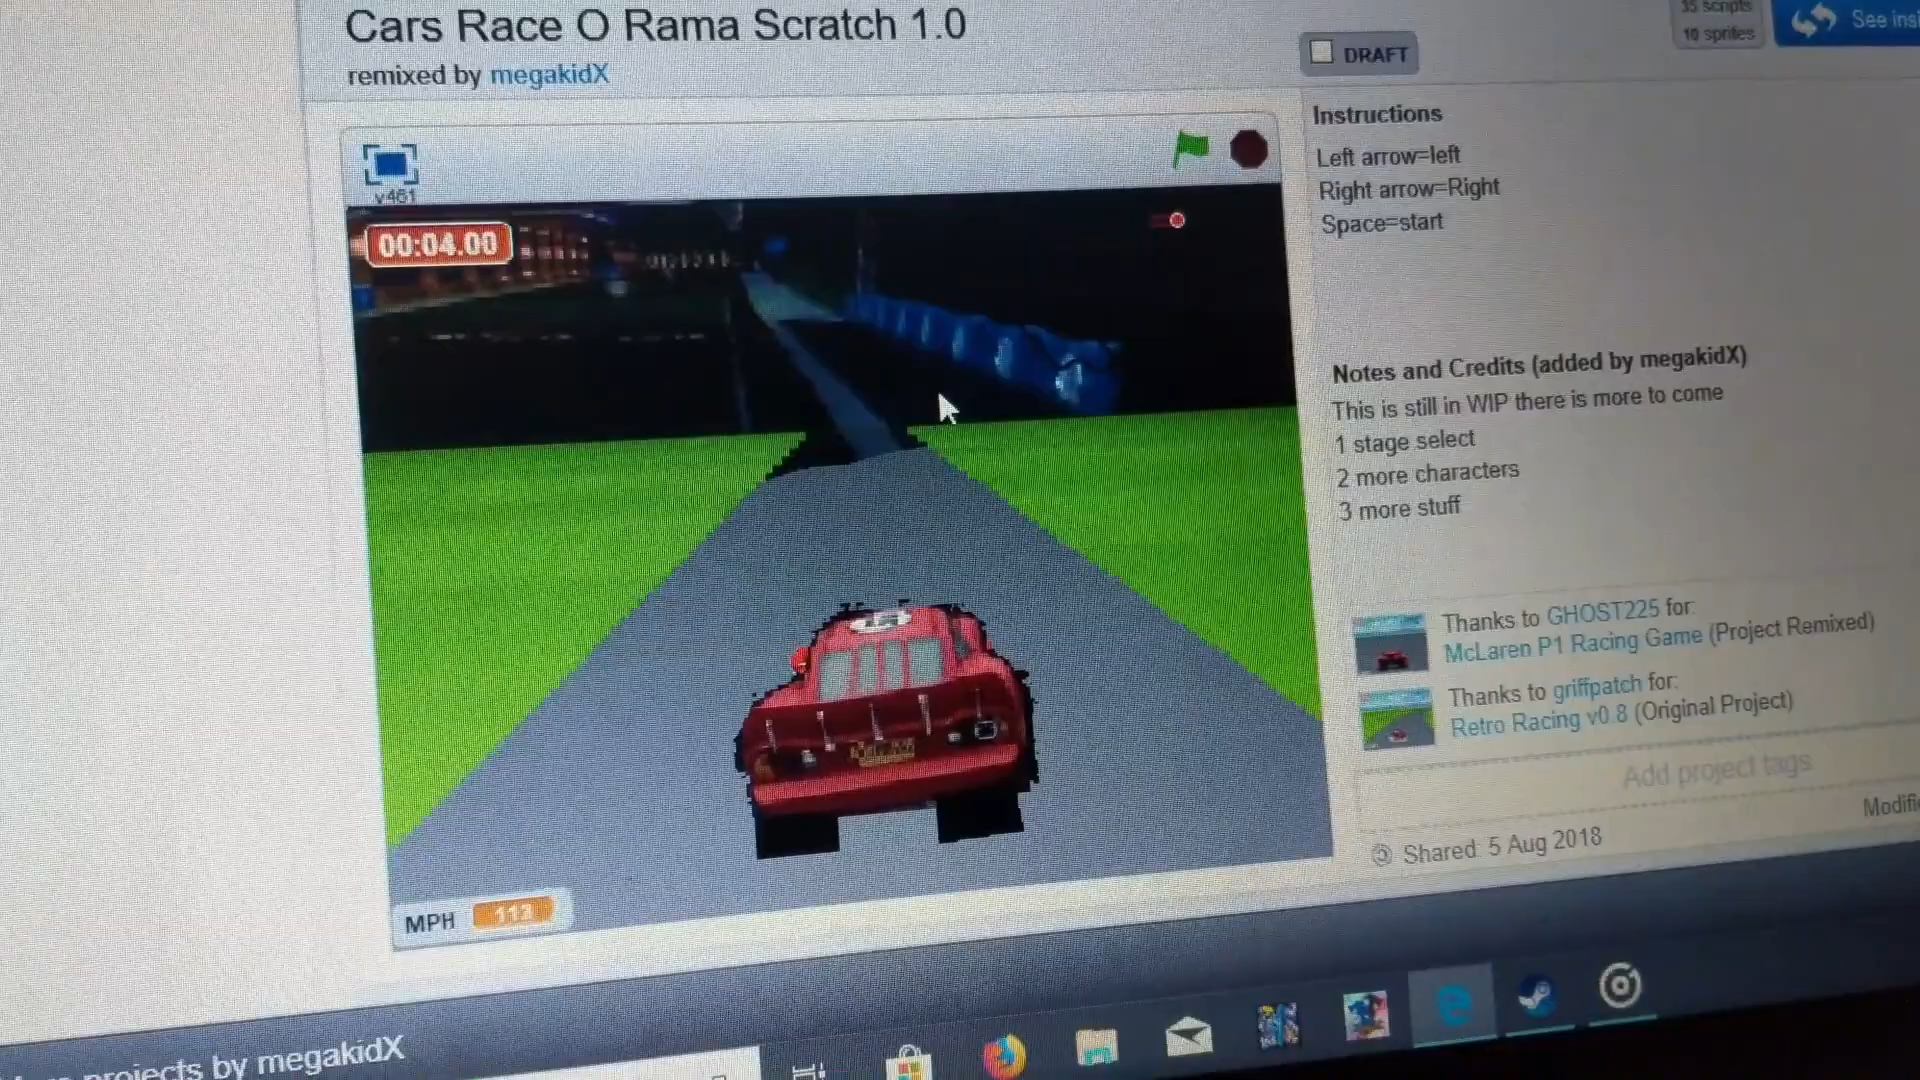 Cars Race O Rama Scratch 1.0
remixed by megakidX
35 scripts
10 sprites
See insi
DRAFT
v461
Instructions
Left arrow=left
Right arrow=Right
Space=start
00:04.00
Notes and Credits (added by megakidX)
This is still in WIP there is more to come
1 stage select
2 more characters
3 more stuff
Thanks to GHOST225 for:
McLaren P1 Racing Game (Project Remixed)
Thanks to griffpatch for:
Retro Racing v0.8 (Original Project)
Add project tags
Modifi
Shared: 5 Aug 2018
MPH 113
projects by megakidX